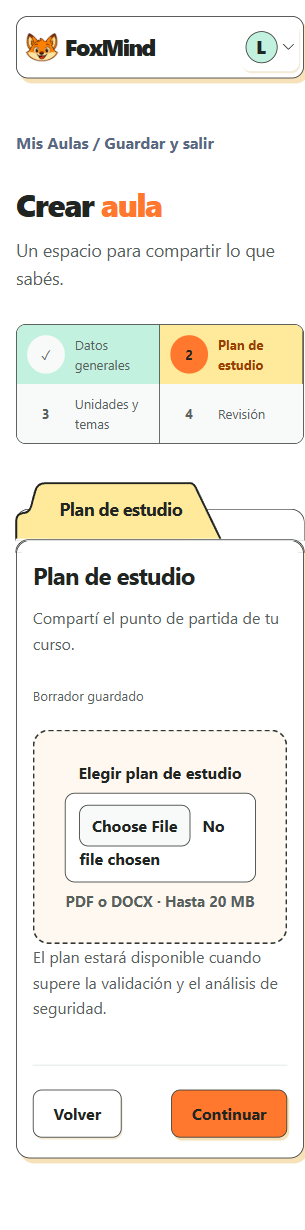 FoxMind
L
Mis Aulas / Guardar y salir
Crear aula
Un espacio para compartir lo que
sabés.
✓
Datos
generales
2
Plan de
estudio
3
Unidades y
temas
4
Revisión
Plan de estudio
Plan de estudio
Compartí el punto de partida de tu
curso.
Borrador guardado
Elegir plan de estudio
Choose File No
file chosen
PDF o DOCX · Hasta 20 MB
El plan estará disponible cuando
supere la validación y el análisis de
seguridad.
Volver
Continuar